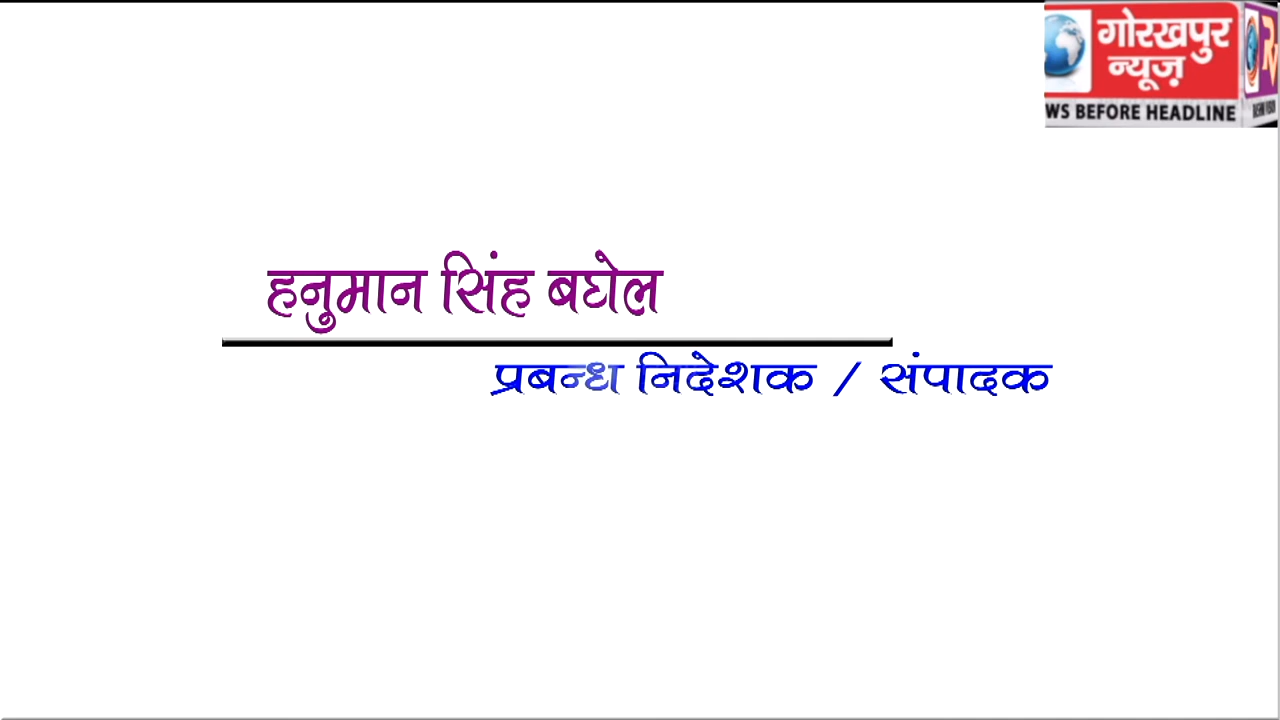 गोरखपुर
न्यूज़
WS BEFORE HEADLINE
हनुमान सिंह बघेल
प्रबन्ध निदेशक / संपादक